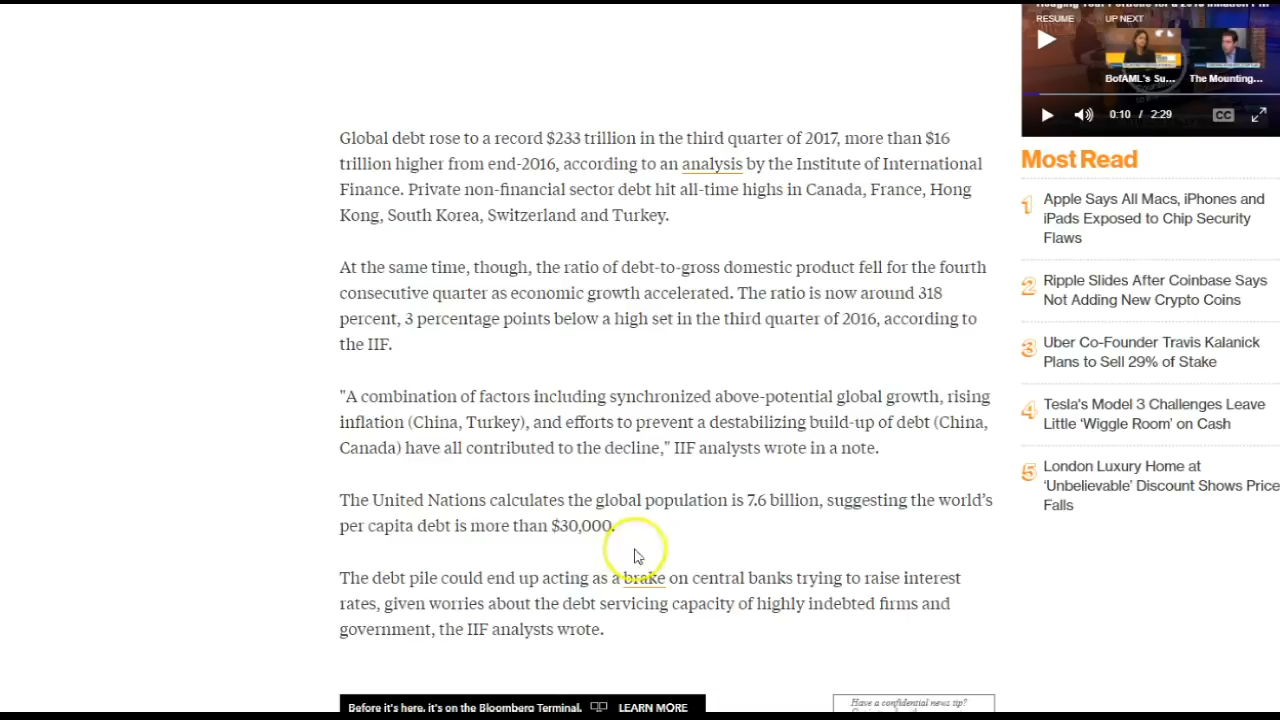 RESUME
UP NEXT
BofAML's Su...
The Mounting...
0:10 / 2:29
CC
Global debt rose to a record $233 trillion in the third quarter of 2017, more than $16
trillion higher from end-2016, according to an analysis by the Institute of International
Finance. Private non-financial sector debt hit all-time highs in Canada, France, Hong
Kong, South Korea, Switzerland and Turkey.
At the same time, though, the ratio of debt-to-gross domestic product fell for the fourth
consecutive quarter as economic growth accelerated. The ratio is now around 318
percent, 3 percentage points below a high set in the third quarter of 2016, according to
the IIF.
"A combination of factors including synchronized above-potential global growth, rising
inflation (China, Turkey), and efforts to prevent a destabilizing build-up of debt (China,
Canada) have all contributed to the decline," IIF analysts wrote in a note.
The United Nations calculates the global population is 7.6 billion, suggesting the world's
per capita debt is more than $30,000.
The debt pile could end up acting as a brake on central banks trying to raise interest
rates, given worries about the debt servicing capacity of highly indebted firms and
government, the IIF analysts wrote.
Before it's here, it's on the Bloomberg Terminal. LEARN MORE
Have a confidential news tip?
Most Read
1 Apple Says All Macs, iPhones and
iPads Exposed to Chip Security
Flaws
2 Ripple Slides After Coinbase Says
Not Adding New Crypto Coins
3 Uber Co-Founder Travis Kalanick
Plans to Sell 29% of Stake
4 Tesla's Model 3 Challenges Leave
Little 'Wiggle Room' on Cash
5 London Luxury Home at
'Unbelievable' Discount Shows Price
Falls